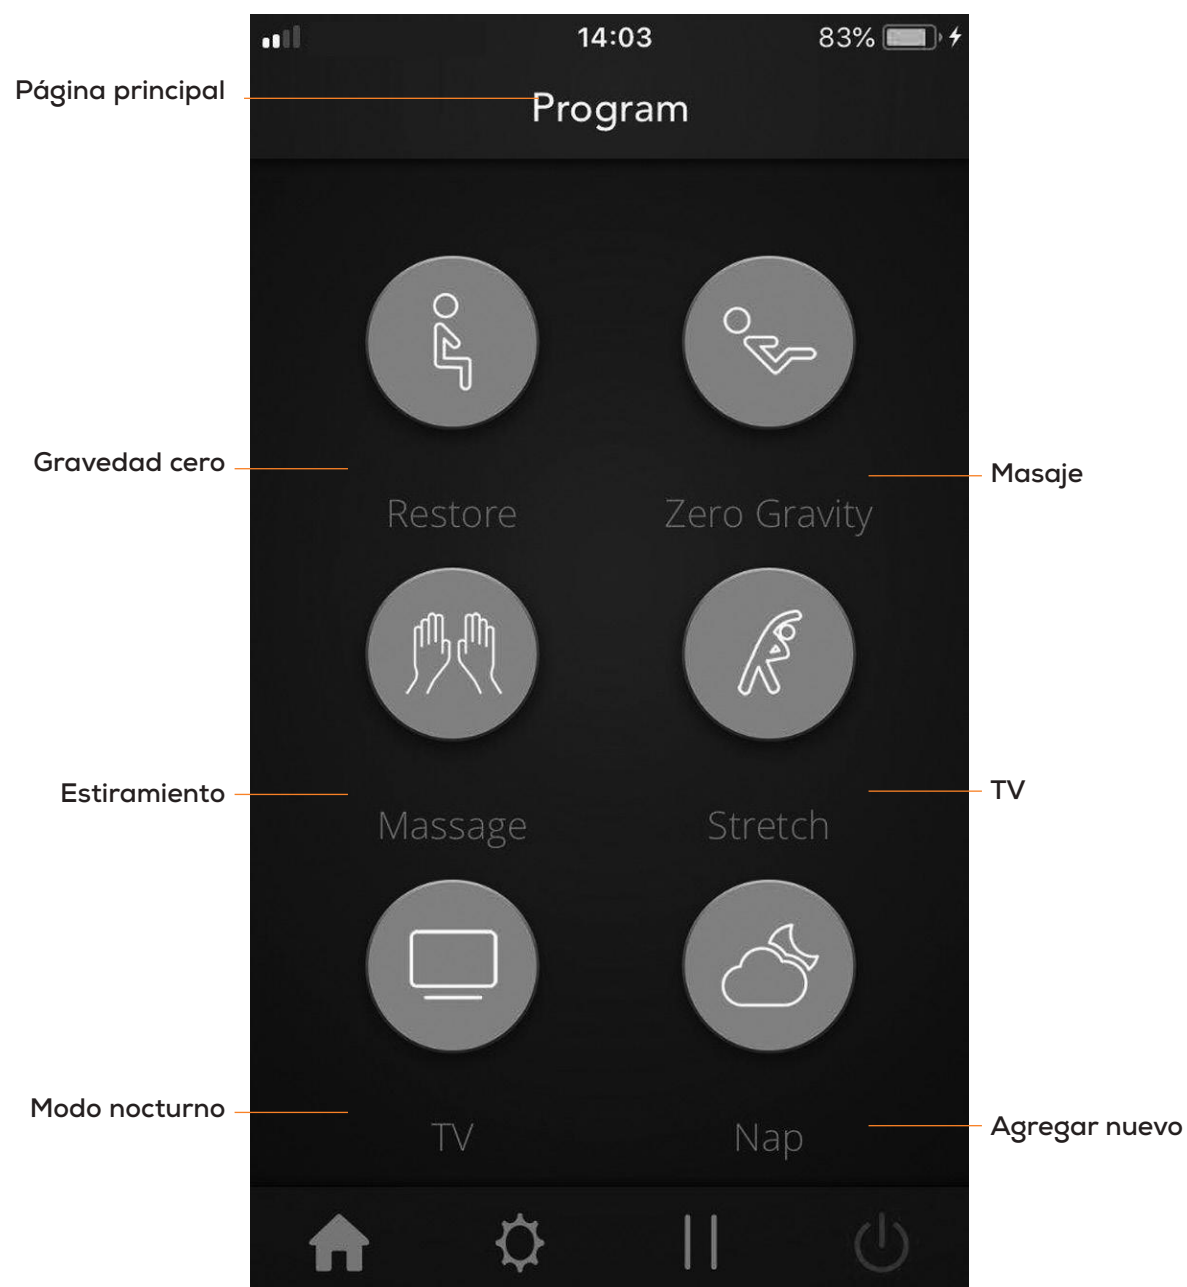 14:03
83%
Página principal
Program
Gravedad cero
Masaje
Restore
Zero Gravity
Estiramiento
TV
Massage
Stretch
Modo nocturno
Agregar nuevo
TV
Nap